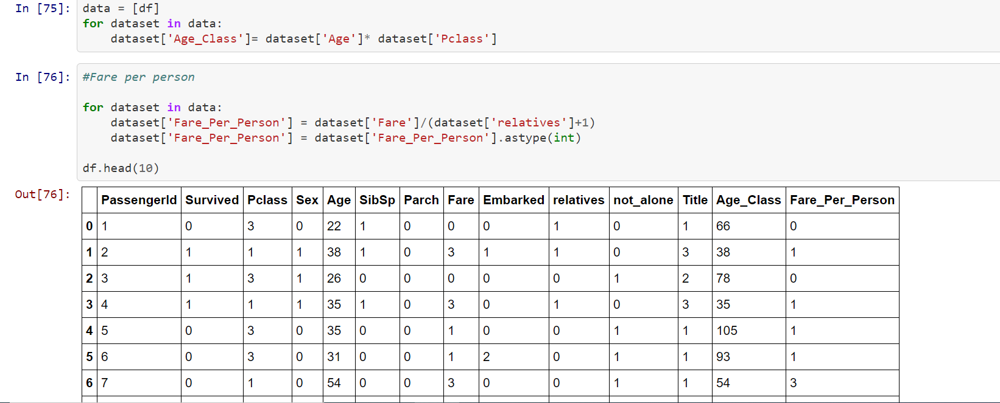 In [75]: data = [df]
for dataset in data:
    dataset['Age_Class']= dataset['Age']* dataset['Pclass']
In [76]: #Fare per person
for dataset in data:
    dataset['Fare_Per_Person'] = dataset['Fare']/(dataset['relatives']+1)
    dataset['Fare_Per_Person'] = dataset['Fare_Per_Person'].astype(int)
df.head(10)
Out[76]:
PassengerId Survived Pclass Sex Age SibSp Parch Fare Embarked relatives not_alone Title Age_Class Fare_Per_Person
0 1 0 3 0 22 1 0 0 0 1 0 1 66 0
1 2 1 1 1 38 1 0 3 1 1 0 3 38 1
2 3 1 3 1 26 0 0 0 0 0 1 2 78 0
3 4 1 1 1 35 1 0 3 0 1 0 3 35 1
4 5 0 3 0 35 0 0 1 0 0 1 1 105 1
5 6 0 3 0 31 0 0 1 2 0 1 1 93 1
6 7 0 1 0 54 0 0 3 0 0 1 1 54 3